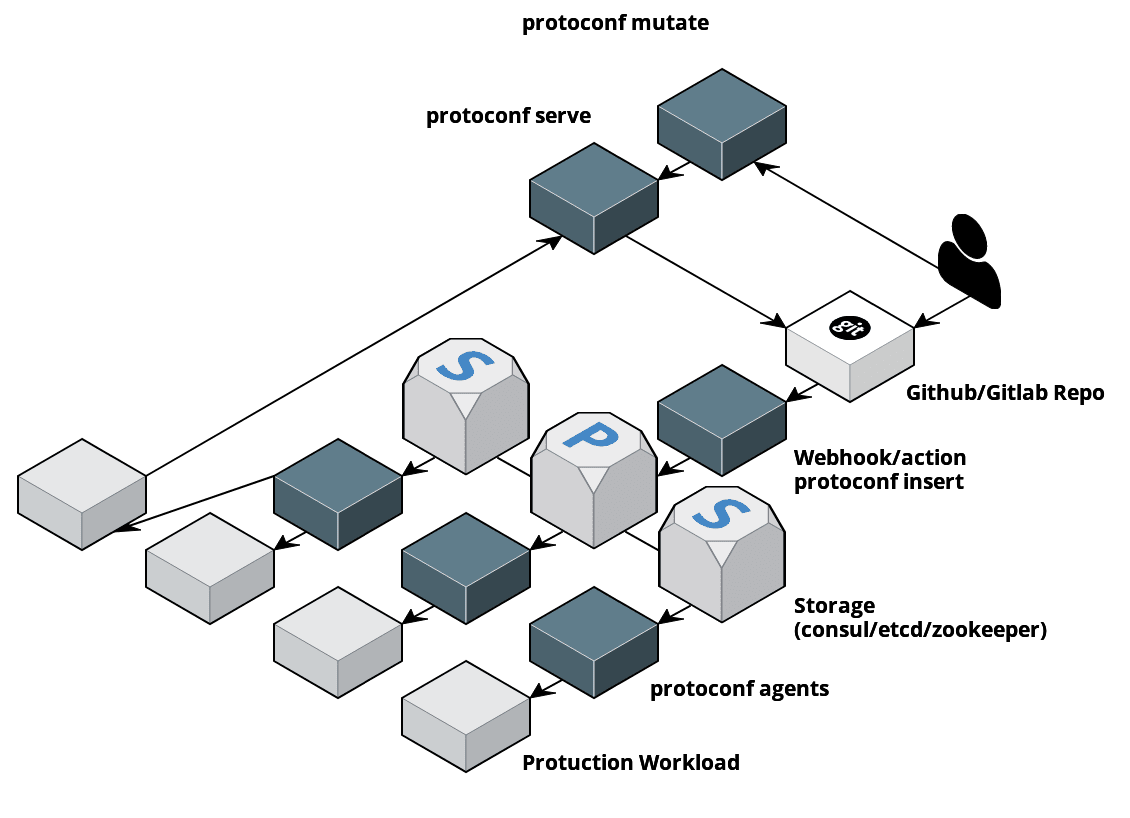 protoconf mutate
protoconf serve
git
Github/Gitlab Repo
S
P
Webhook/action
protoconf insert
S
Storage
(consul/etcd/zookeeper)
protoconf agents
Protuction Workload